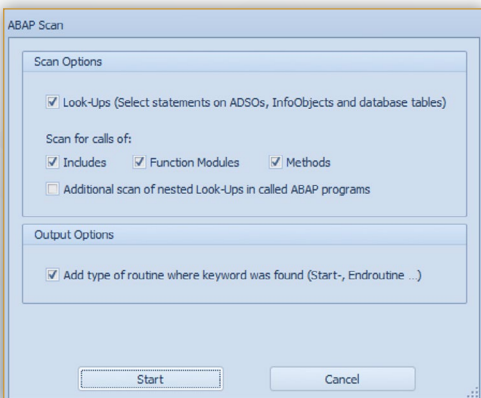 ABAP Scan
Scan Options
Look-Ups (Select statements on ADSOs, InfoObjects and database tables)
Scan for calls of:
Includes Function Modules Methods
Additional scan of nested Look-Ups in called ABAP programs
Output Options
Add type of routine where keyword was found (Start-, Endroutine ...)
Start Cancel